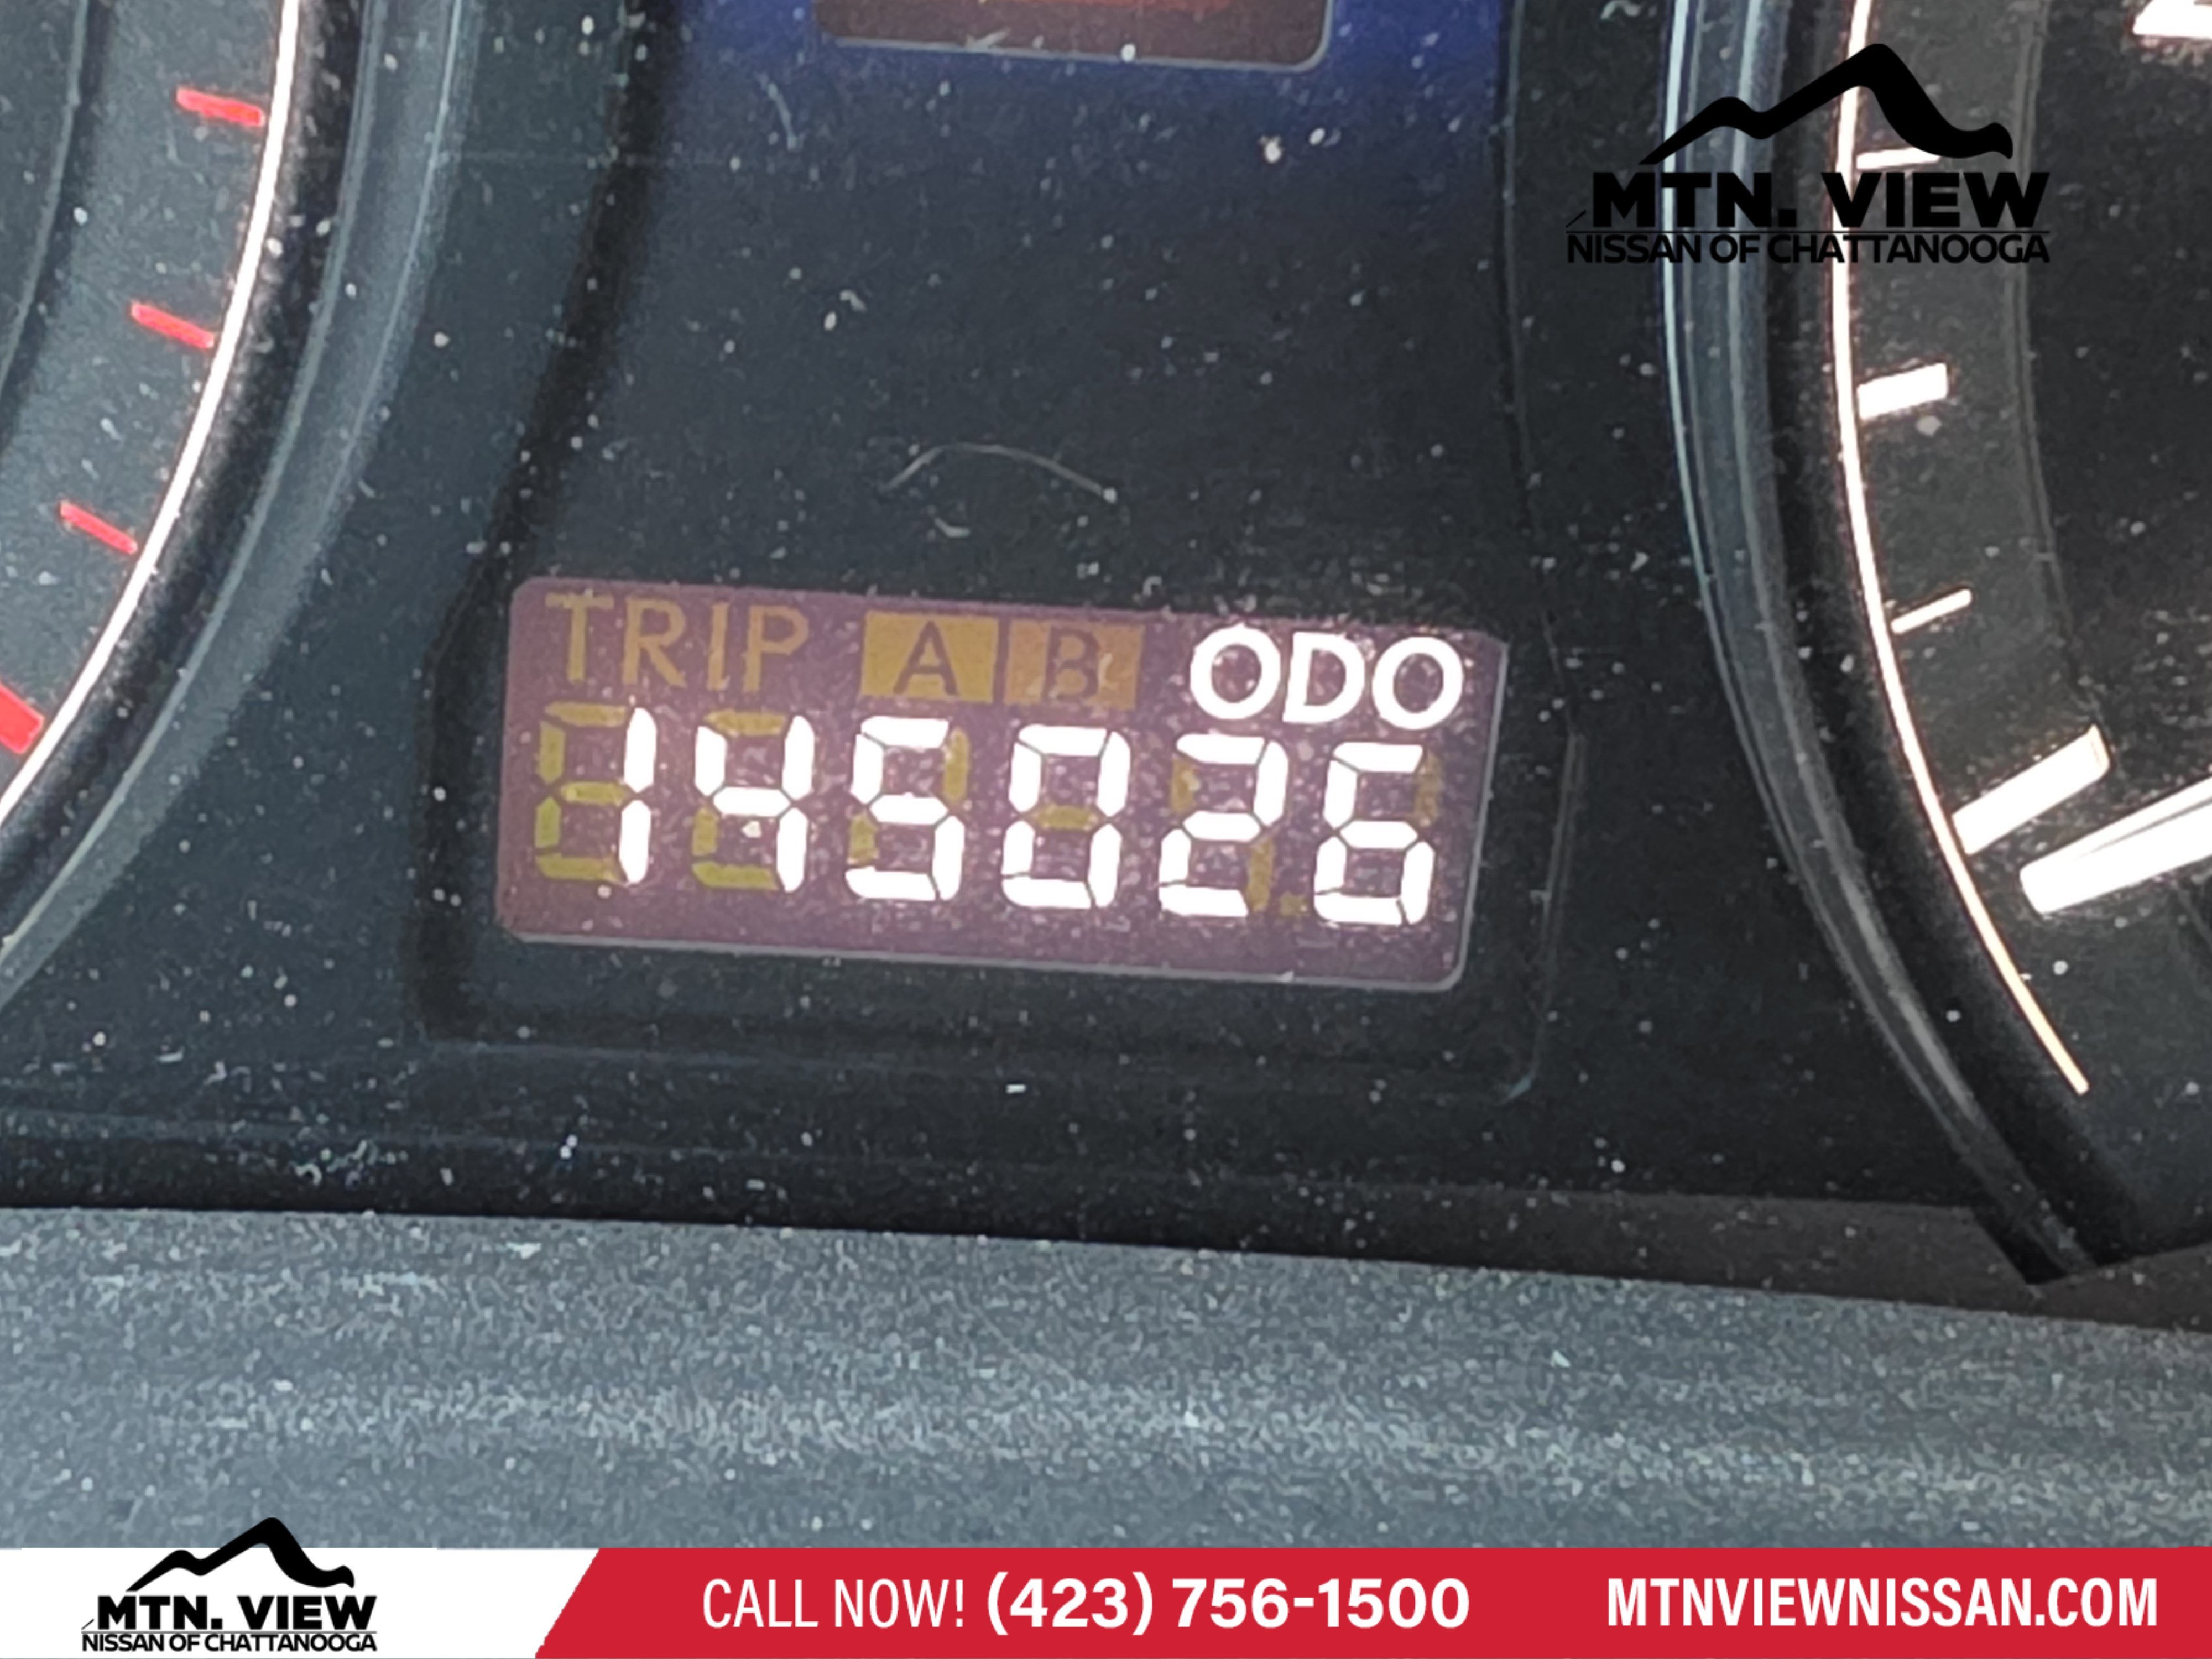 MTN. VIEW
NISSAN OF CHATTANOOGA
TRIP A B ODO
145026
MTN. VIEW
NISSAN OF CHATTANOOGA
CALL NOW! (423) 756-1500
MTNVIEWNISSAN.COM